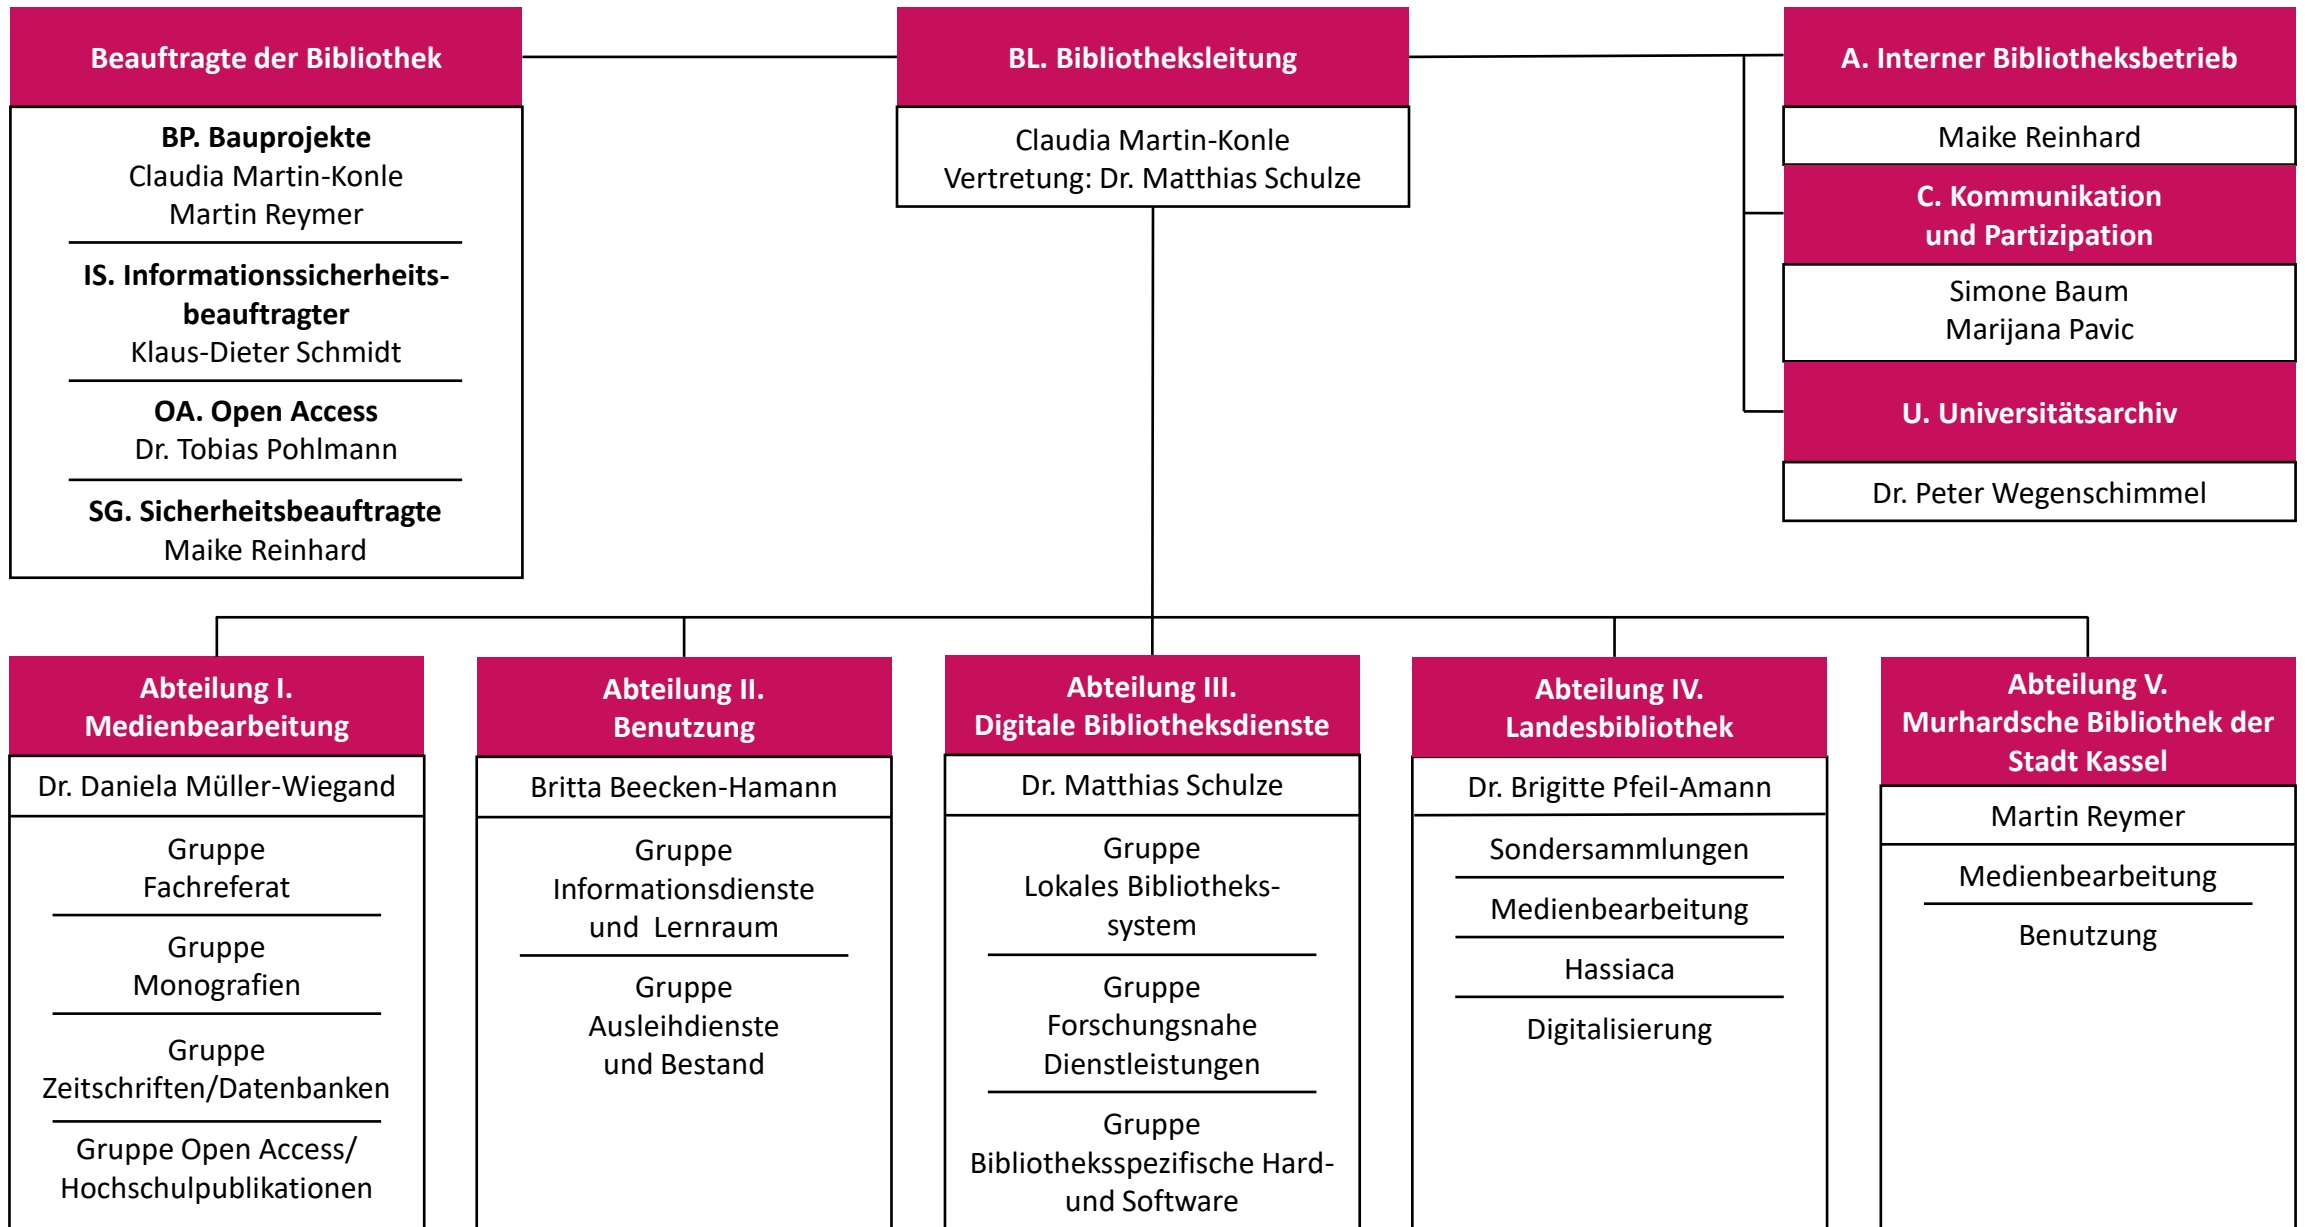 Beauftragte der Bibliothek
BP. Bauprojekte
Claudia Martin-Konle
Martin Reymer
IS. Informationssicherheits-
beauftragter
Klaus-Dieter Schmidt
OA. Open Access
Dr. Tobias Pohlmann
SG. Sicherheitsbeauftragte
Maike Reinhard
BL. Bibliotheksleitung
Claudia Martin-Konle
Vertretung: Dr. Matthias Schulze
A. Interner Bibliotheksbetrieb
Maike Reinhard
C. Kommunikation
und Partizipation
Simone Baum
Marijana Pavic
U. Universitätsarchiv
Dr. Peter Wegenschimmel
Abteilung I.
Medienbearbeitung
Dr. Daniela Müller-Wiegand
Gruppe
Fachreferat
Gruppe
Monografien
Gruppe
Zeitschriften/Datenbanken
Gruppe Open Access/
Hochschulpublikationen
Abteilung II.
Benutzung
Britta Beecken-Hamann
Gruppe
Informationsdienste
und Lernraum
Gruppe
Ausleihdienste
und Bestand
Abteilung III.
Digitale Bibliotheksdienste
Dr. Matthias Schulze
Gruppe
Lokales Bibliotheks-
system
Gruppe
Forschungsnahe
Dienstleistungen
Gruppe
Bibliotheksspezifische Hard-
und Software
Abteilung IV.
Landesbibliothek
Dr. Brigitte Pfeil-Amann
Sondersammlungen
Medienbearbeitung
Hassiaca
Digitalisierung
Abteilung V.
Murhardsche Bibliothek der
Stadt Kassel
Martin Reymer
Medienbearbeitung
Benutzung